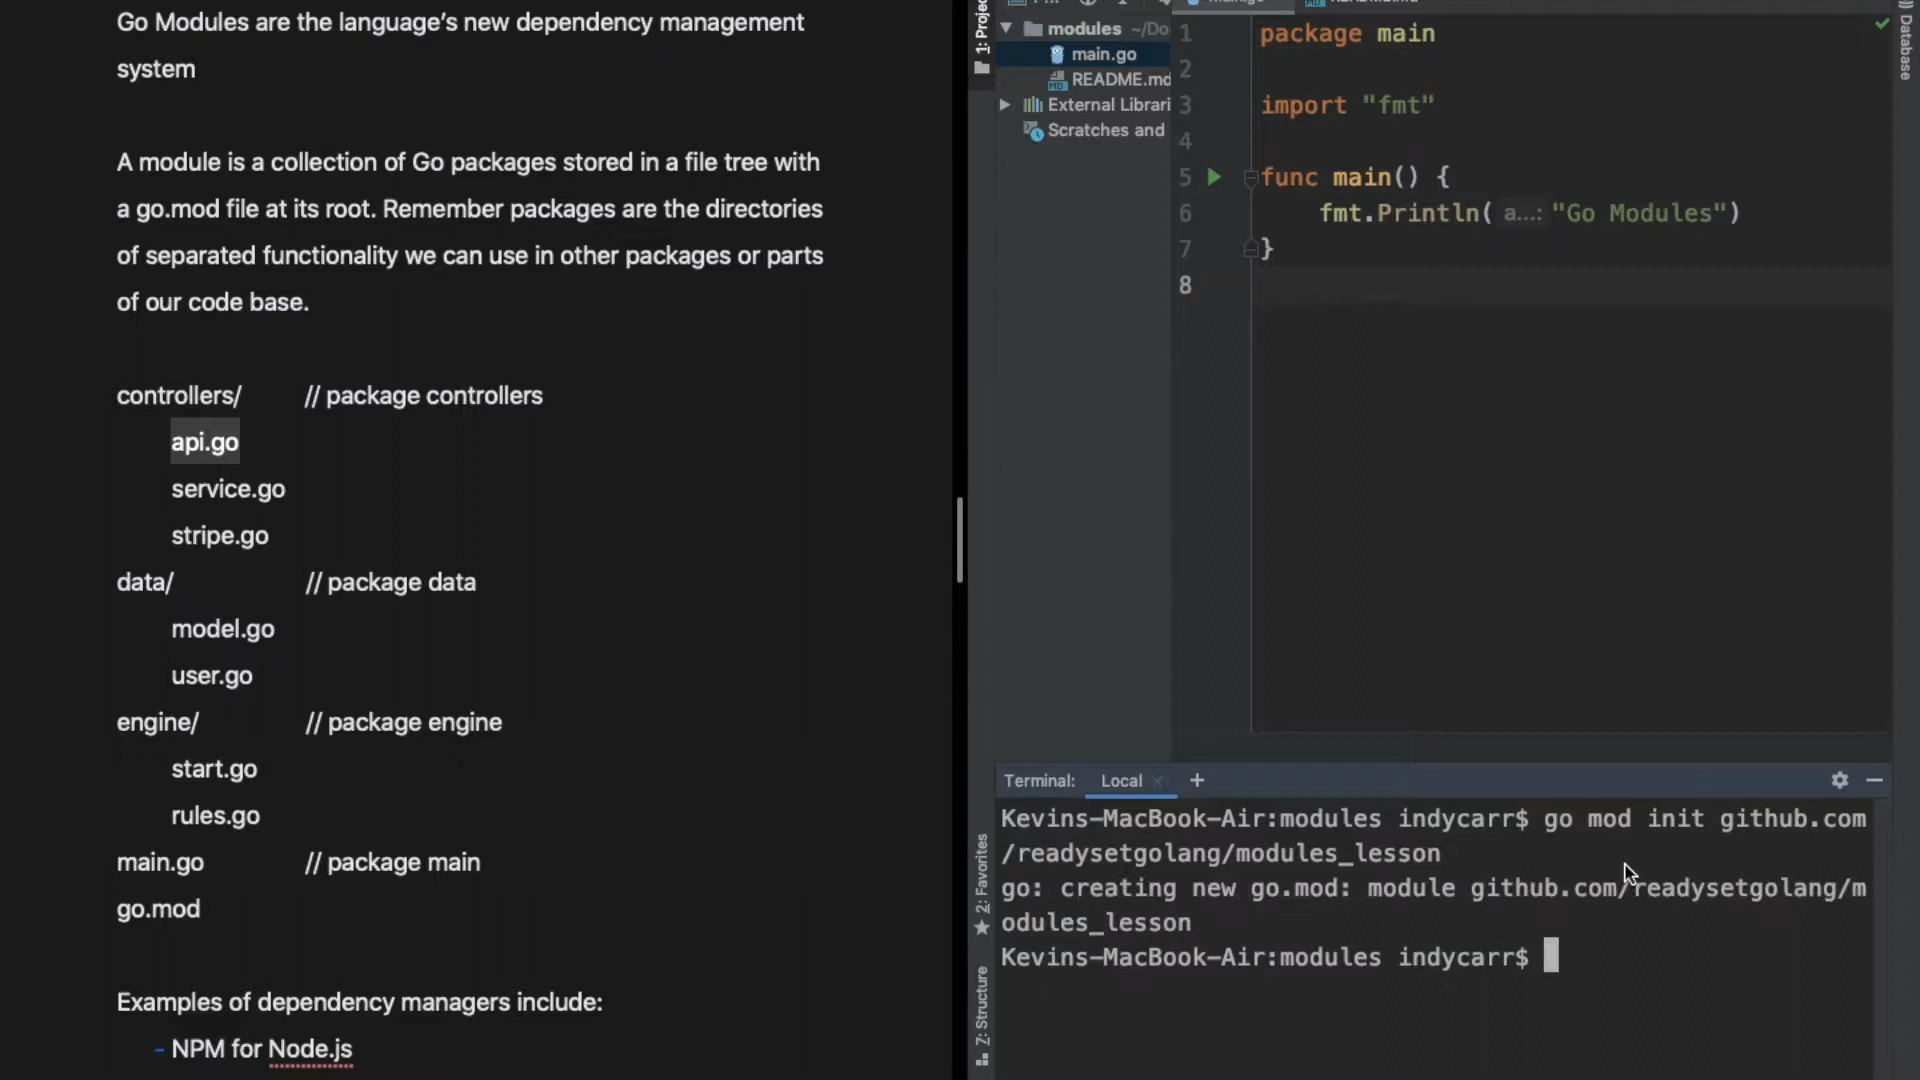 Go Modules are the language's new dependency management
system
A module is a collection of Go packages stored in a file tree with
a go.mod file at its root. Remember packages are the directories
of separated functionality we can use in other packages or parts
of our code base.
controllers/ // package controllers
api.go
service.go
stripe.go
data/ // package data
model.go
user.go
engine/ // package engine
start.go
rules.go
main.go // package main
go.mod
Examples of dependency managers include:
- NPM for Node.js
1: Projec
modules ~/Do
main.go
README.md
External Librari
Scratches and
1 package main
2
3 import "fmt"
4
5 func main() {
6 fmt.Println( a...: "Go Modules")
7 }
8
Database
Terminal: Local +
Kevins-MacBook-Air:modules indycarr$ go mod init github.com
/readysetgolang/modules_lesson
go: creating new go.mod: module github.com/readysetgolang/m
odules_lesson
Kevins-MacBook-Air:modules indycarr$
2: Favorites
Z: Structure